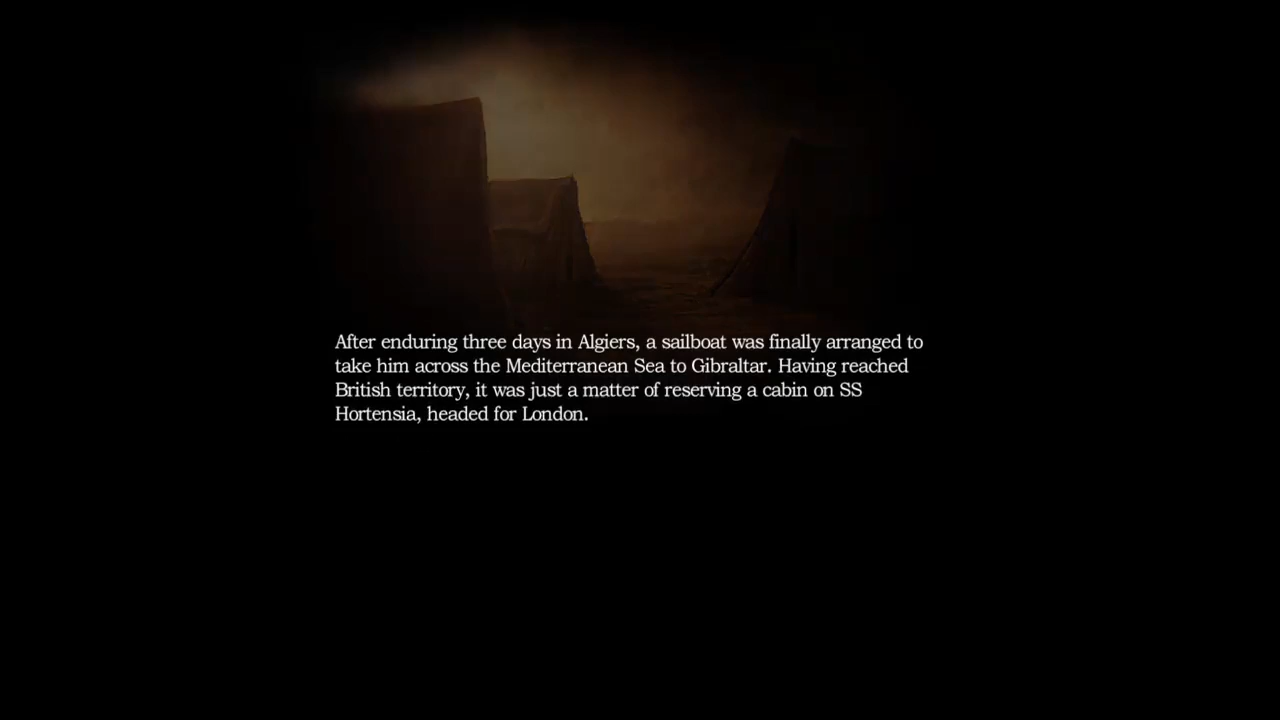 After enduring three days in Algiers, a sailboat was finally arranged to
take him across the Mediterranean Sea to Gibraltar. Having reached
British territory, it was just a matter of reserving a cabin on SS
Hortensia, headed for London.